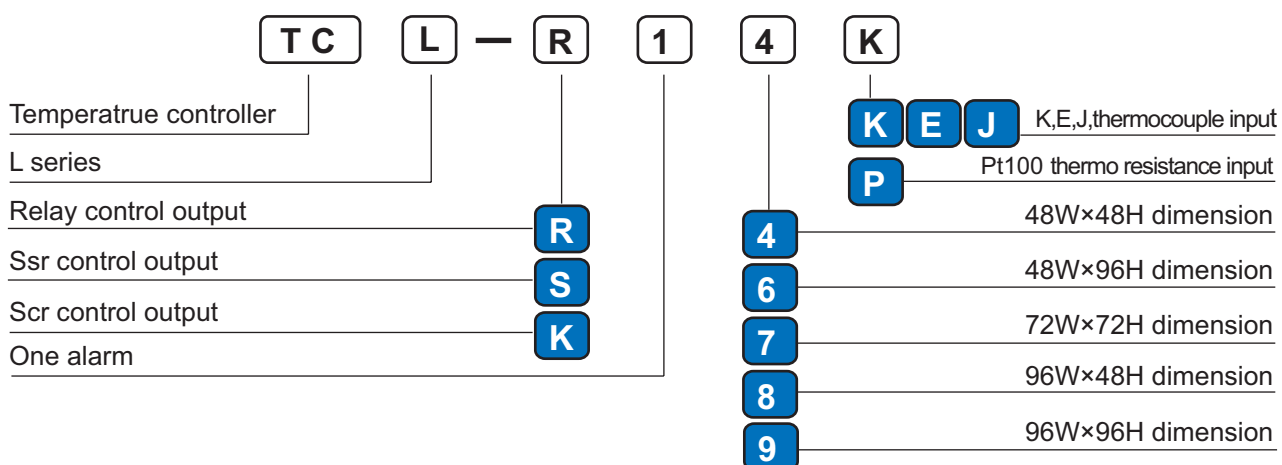 TC L — R 1 4 K
Temperatrue controller
L series
Relay control output
Ssr control output
Scr control output
One alarm
R
S
K
4
6
7
8
9
K E J K,E,J,thermocouple input
P Pt100 thermo resistance input
48W×48H dimension
48W×96H dimension
72W×72H dimension
96W×48H dimension
96W×96H dimension